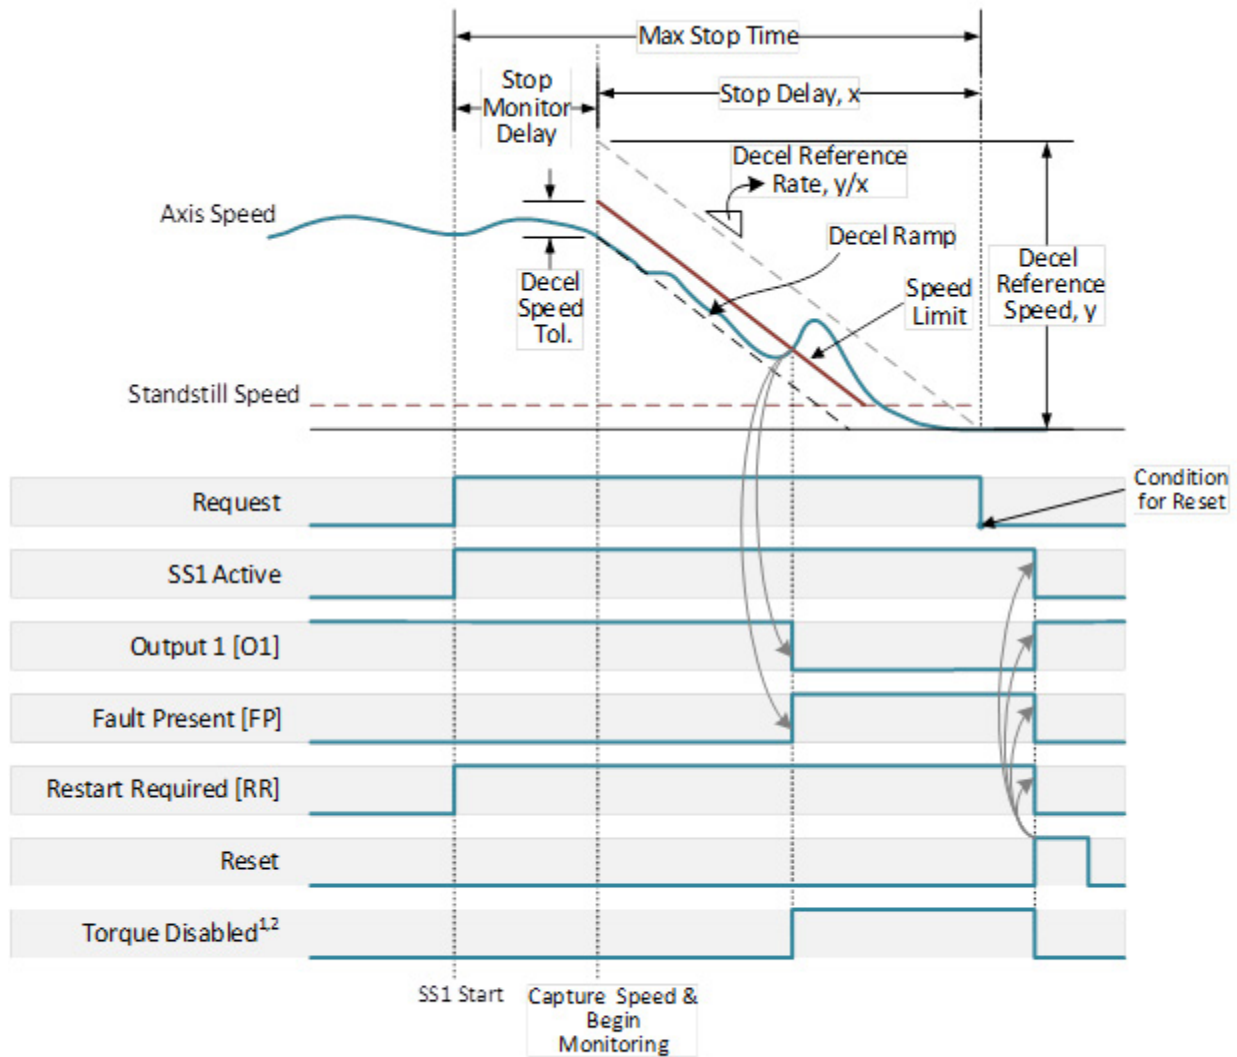 Max Stop Time
Stop
Monitor
Delay
Stop Delay, x
Decel Reference
Rate, y/x
Axis Speed
Decel Ramp
Decel
Speed
Tol.
Speed
Limit
Decel
Reference
Speed, y
Standstill Speed
Request
Condition
for Reset
SS1 Active
Output 1 [O1]
Fault Present [FP]
Restart Required [RR]
Reset
Torque Disabled1,2
SS1 Start
Capture Speed &
Begin
Monitoring